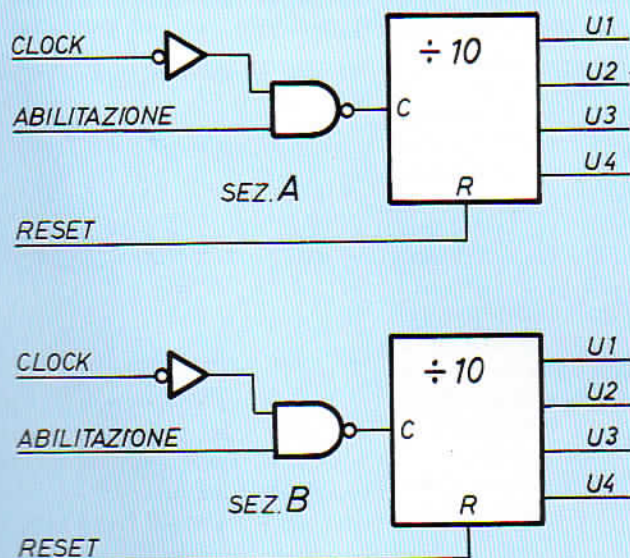 CLOCK
÷10
U1
U2
ABILITAZIONE
C
U3
U4
SEZ. A
R
RESET
CLOCK
÷10
U1
U2
ABILITAZIONE
C
U3
U4
SEZ. B
R
RESET